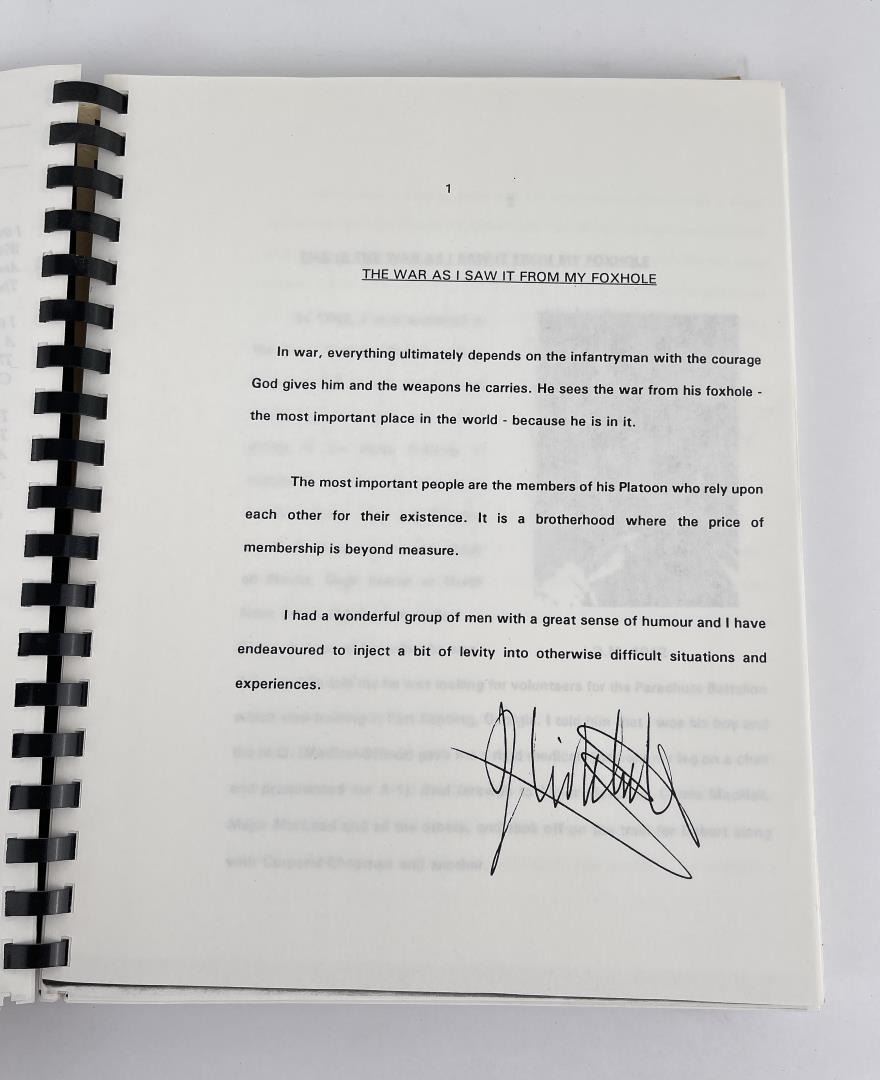 1
THE WAR AS I SAW IT FROM MY FOXHOLE
In war, everything ultimately depends on the infantryman with the courage
God gives him and the weapons he carries. He sees the war from his foxhole -
the most important place in the world - because he is in it.
The most important people are the members of his Platoon who rely upon
each other for their existence. It is a brotherhood where the price of
membership is beyond measure.
I had a wonderful group of men with a great sense of humour and I have
endeavoured to inject a bit of levity into otherwise difficult situations and
experiences.